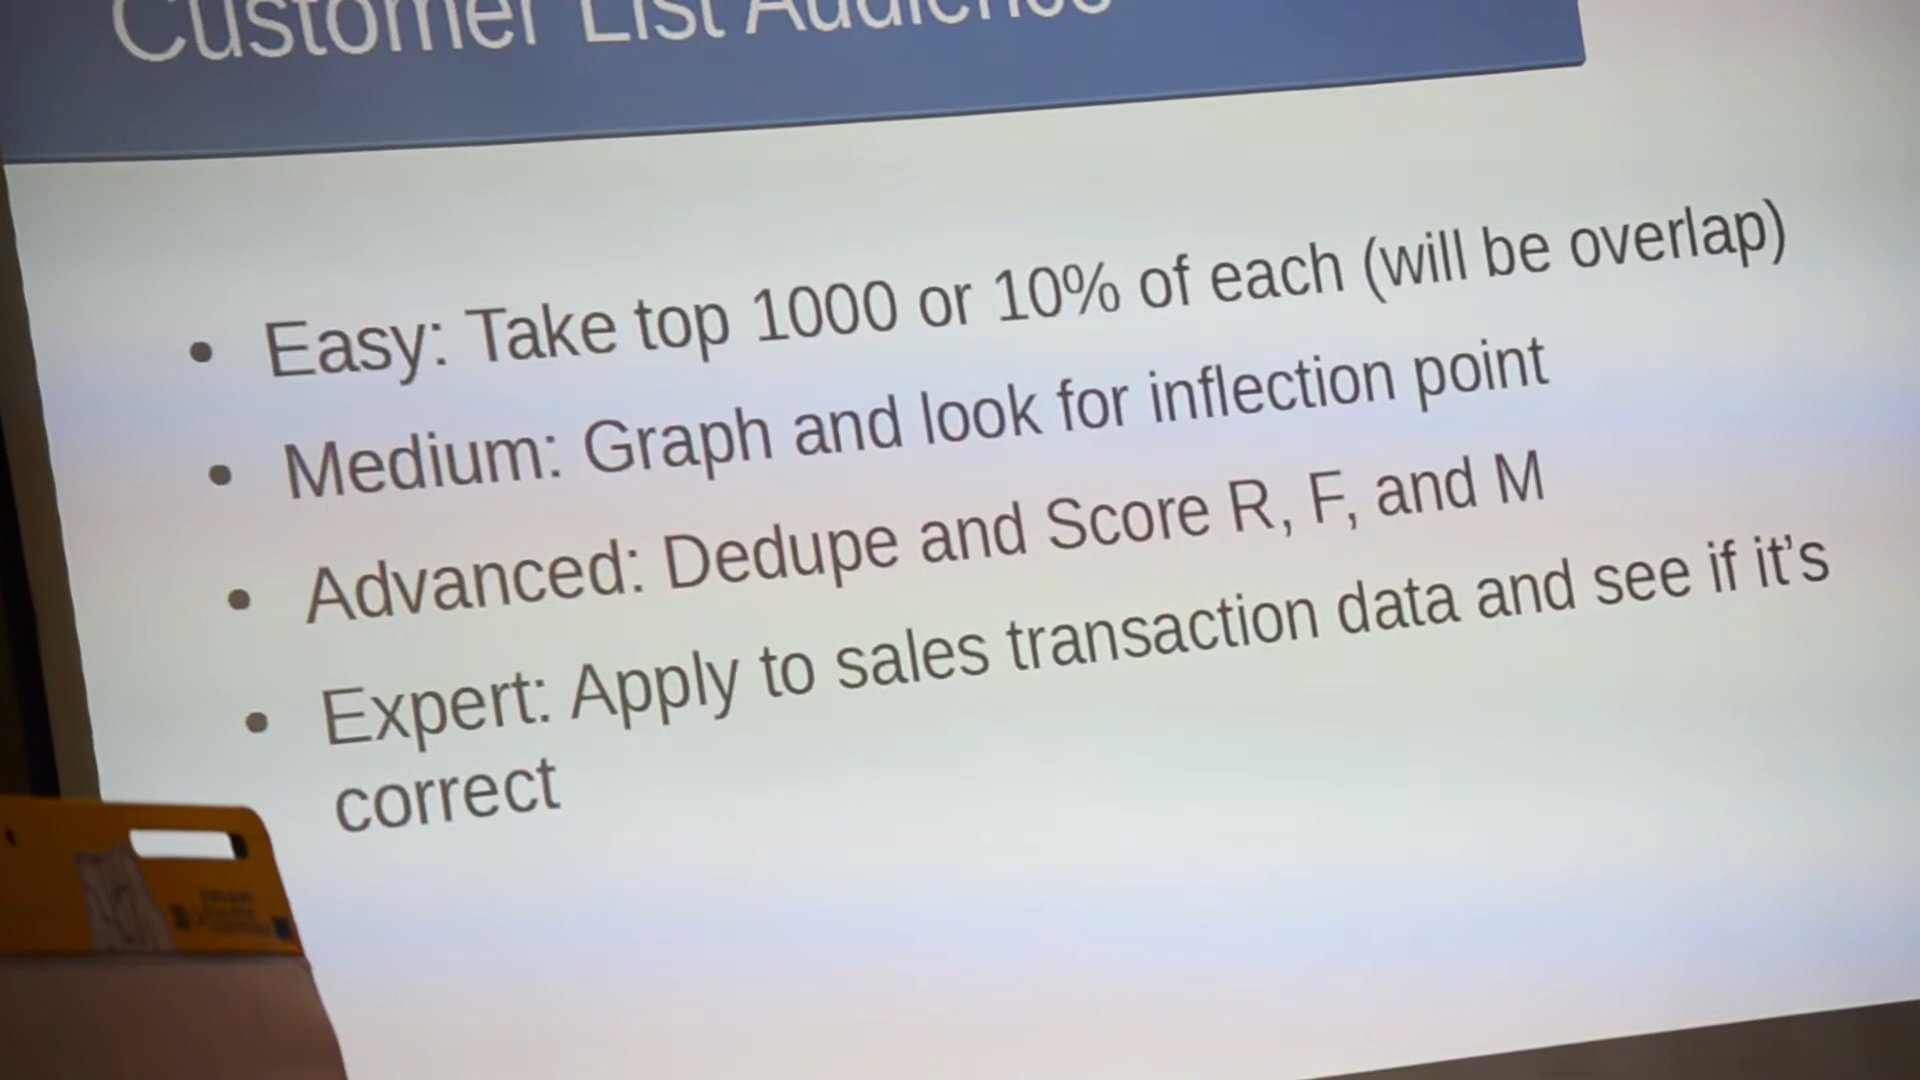 Customer List Audience
• Easy: Take top 1000 or 10% of each (will be overlap)
• Medium: Graph and look for inflection point
• Advanced: Dedupe and Score R, F, and M
• Expert: Apply to sales transaction data and see if it’s
correct